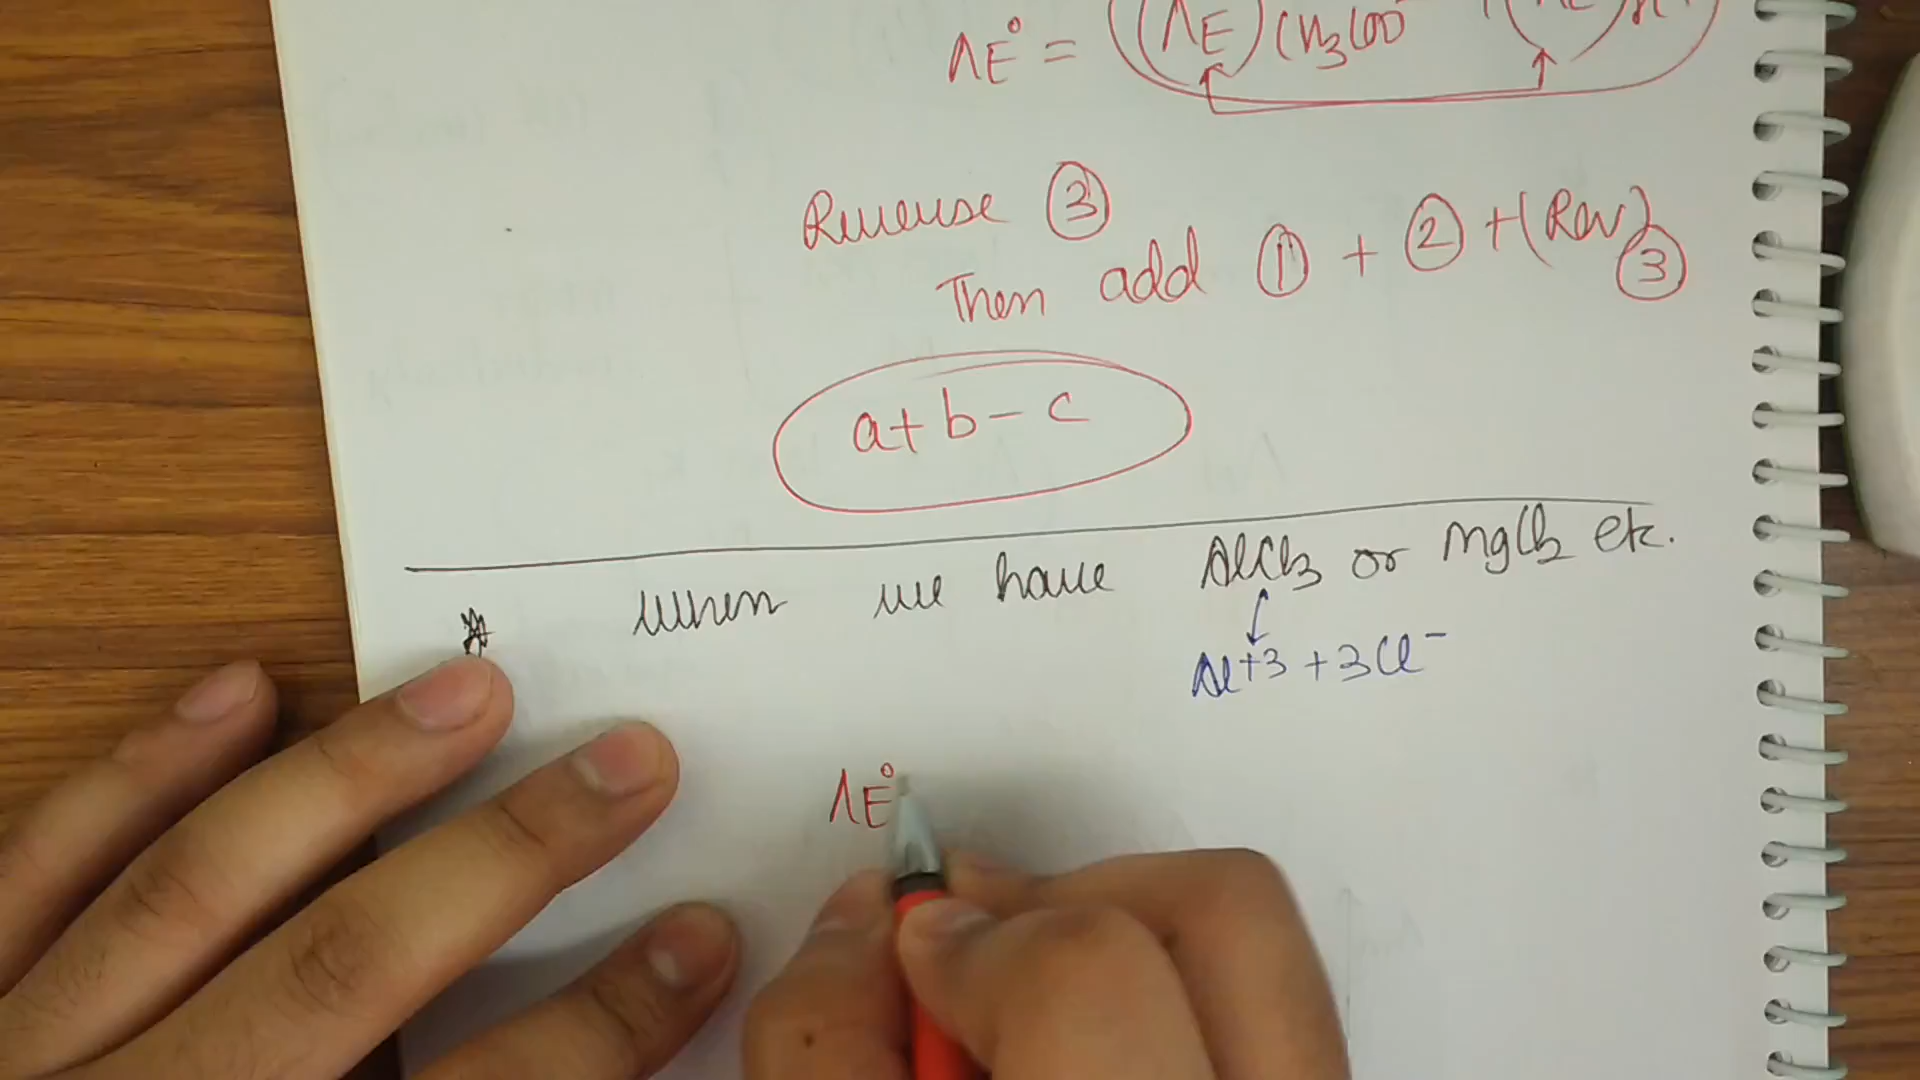 ΛE° = (ΛE) CH3COO⁻
Reverse ③
Then add ① + ② + (Rev) ③
a + b - c
* When we have AlCl3 or MgCl2 etc.
Al+3 + 3Cl⁻
ΛE°